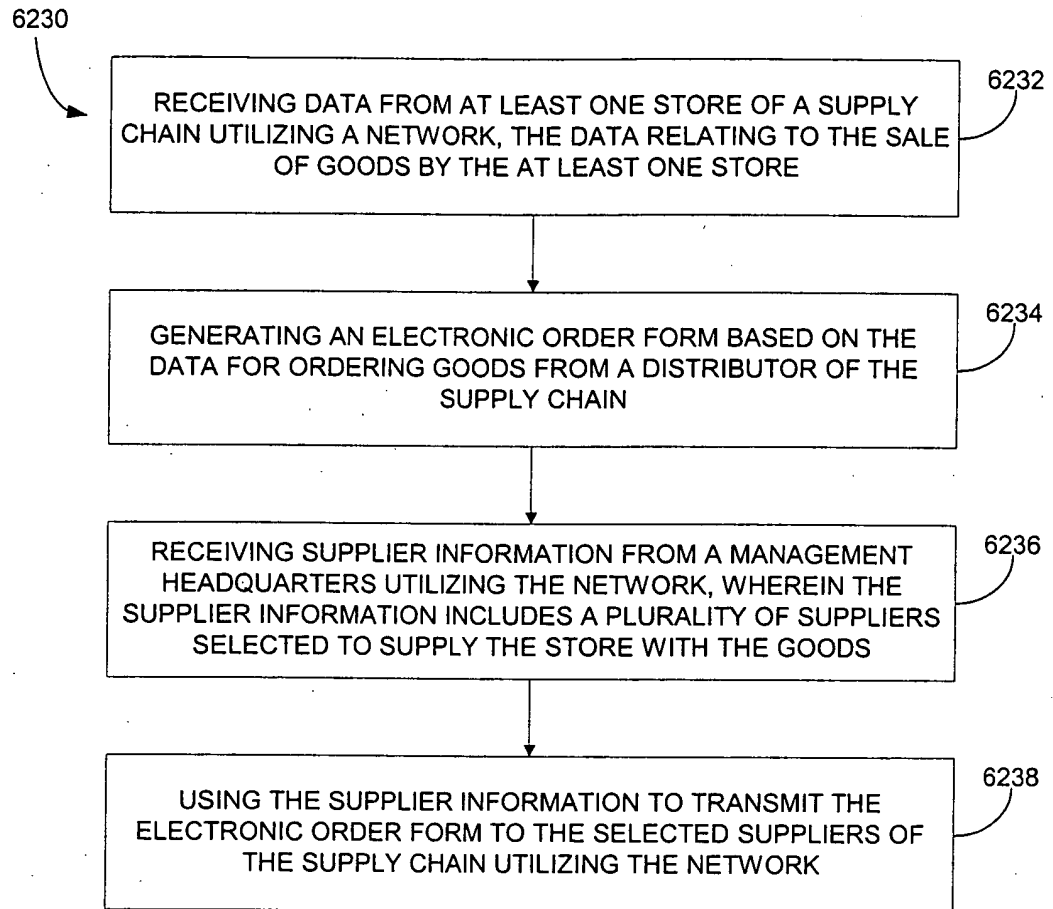 6230
6232
RECEIVING DATA FROM AT LEAST ONE STORE OF A SUPPLY
CHAIN UTILIZING A NETWORK, THE DATA RELATING TO THE SALE
OF GOODS BY THE AT LEAST ONE STORE
6234
GENERATING AN ELECTRONIC ORDER FORM BASED ON THE
DATA FOR ORDERING GOODS FROM A DISTRIBUTOR OF THE
SUPPLY CHAIN
6236
RECEIVING SUPPLIER INFORMATION FROM A MANAGEMENT
HEADQUARTERS UTILIZING THE NETWORK, WHEREIN THE
SUPPLIER INFORMATION INCLUDES A PLURALITY OF SUPPLIERS
SELECTED TO SUPPLY THE STORE WITH THE GOODS
6238
USING THE SUPPLIER INFORMATION TO TRANSMIT THE
ELECTRONIC ORDER FORM TO THE SELECTED SUPPLIERS OF
THE SUPPLY CHAIN UTILIZING THE NETWORK